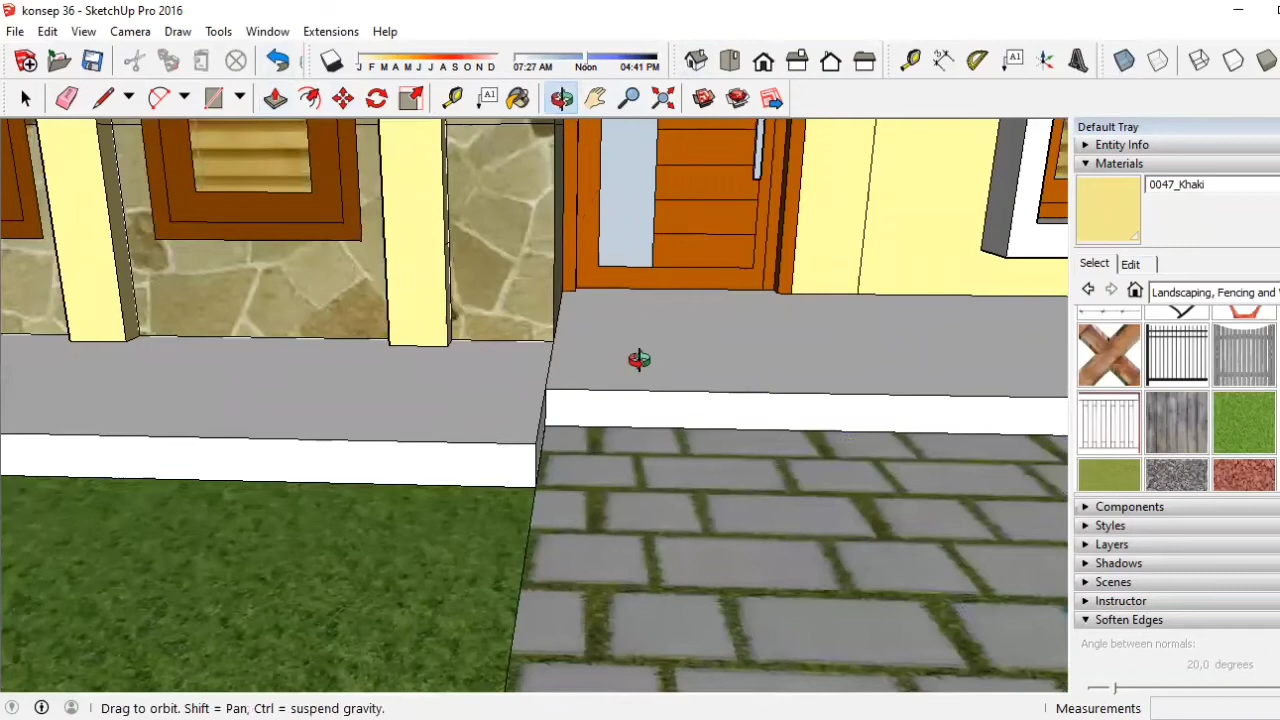 konsep 36 - SketchUp Pro 2016
File Edit View Camera Draw Tools Window Extensions Help
J F M A M J J A S O N D 07:27 AM Noon 04:41 PM A1
A1
Default Tray
Entity Info
Materials
0047_Khaki
Select Edit
Landscaping, Fencing and
Components
Styles
Layers
Shadows
Scenes
Instructor
Soften Edges
Angle between normals:
20,0 degrees
Drag to orbit. Shift = Pan, Ctrl = suspend gravity.
Measurements